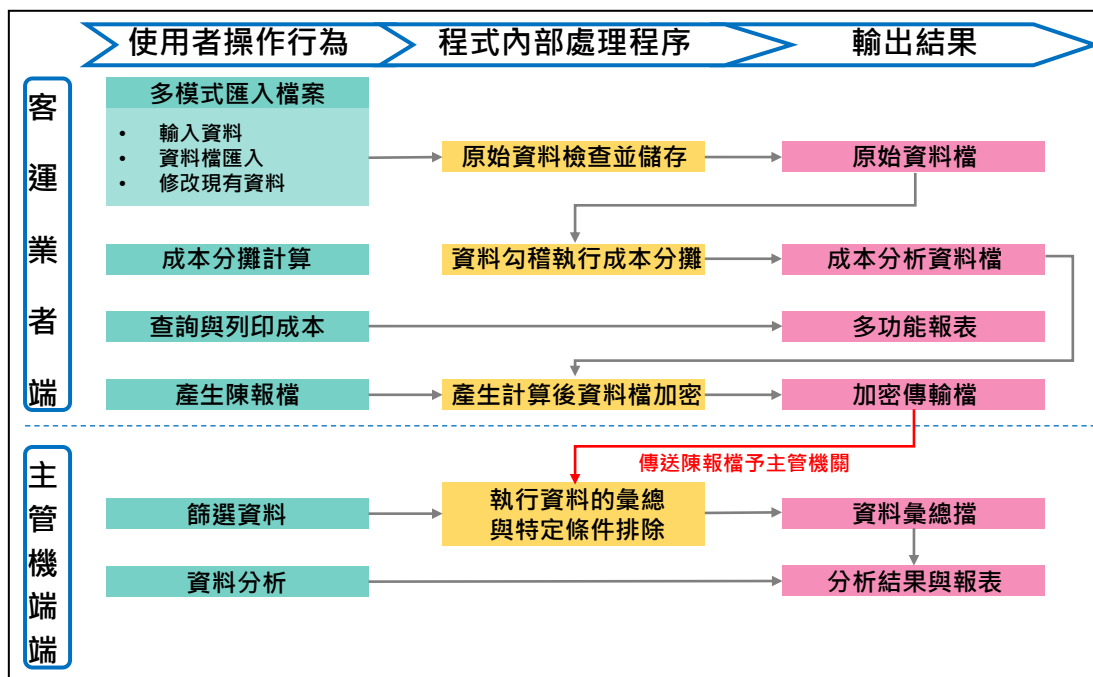 使用者操作行為
程式內部處理程序
輸出結果
客運業者端
多模式匯入檔案
• 輸入資料
• 資料檔匯入
• 修改現有資料
原始資料檢查並儲存
原始資料檔
成本分攤計算
資料勾稽執行成本分攤
成本分析資料檔
查詢與列印成本
多功能報表
產生陳報檔
產生計算後資料檔加密
加密傳輸檔
傳送陳報檔予主管機關
主管機端端
篩選資料
執行資料的彙總
與特定條件排除
資料彙總擋
資料分析
分析結果與報表